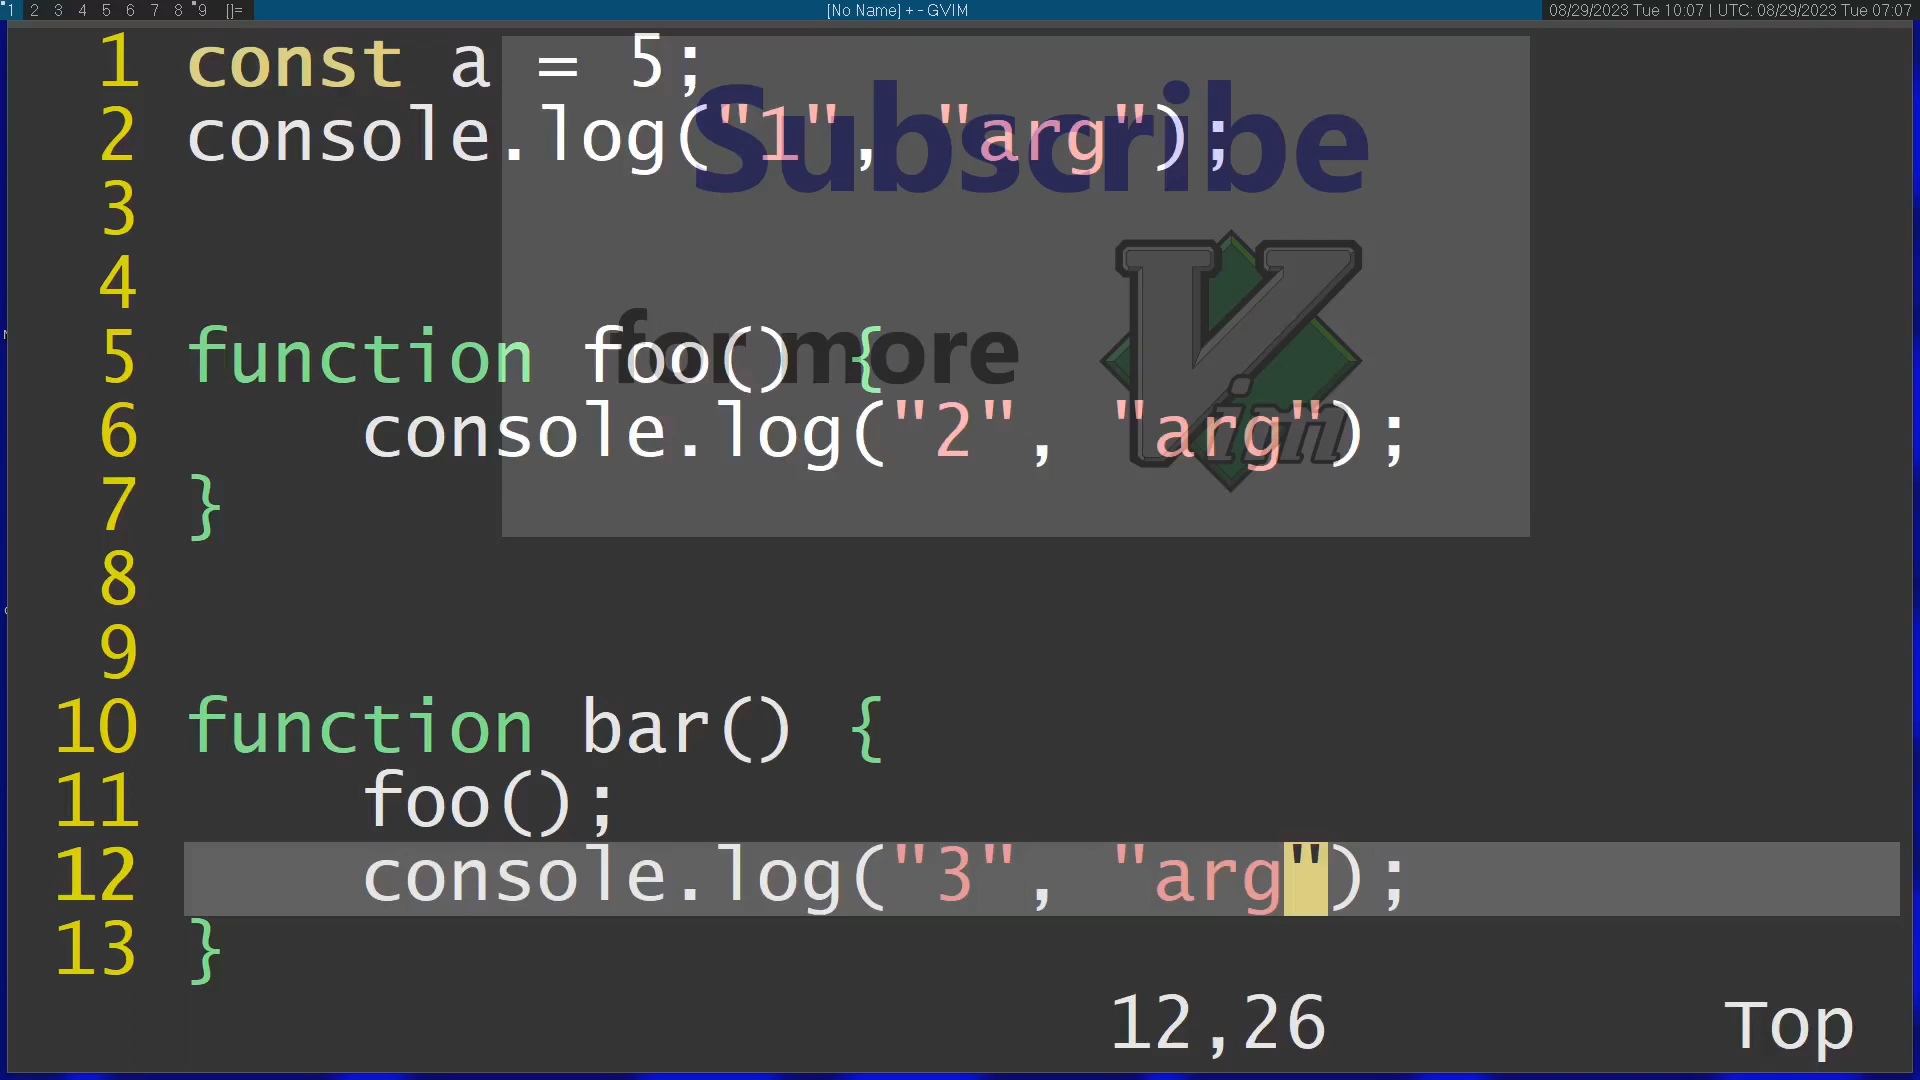 1 2 3 4 5 6 7 8 9 []= [No Name] + - GVIM 08/29/2023 Tue 10:07 | UTC: 08/29/2023 Tue 07:07
1 const a = 5;
2 console.log("1", "arg");
3
4
5 function foo() {
6 console.log("2", "arg");
7 }
8
9
10 function bar() {
11 foo();
12 console.log("3", "arg");
13 }
12,26 Top
Subscribe
for more
Vim